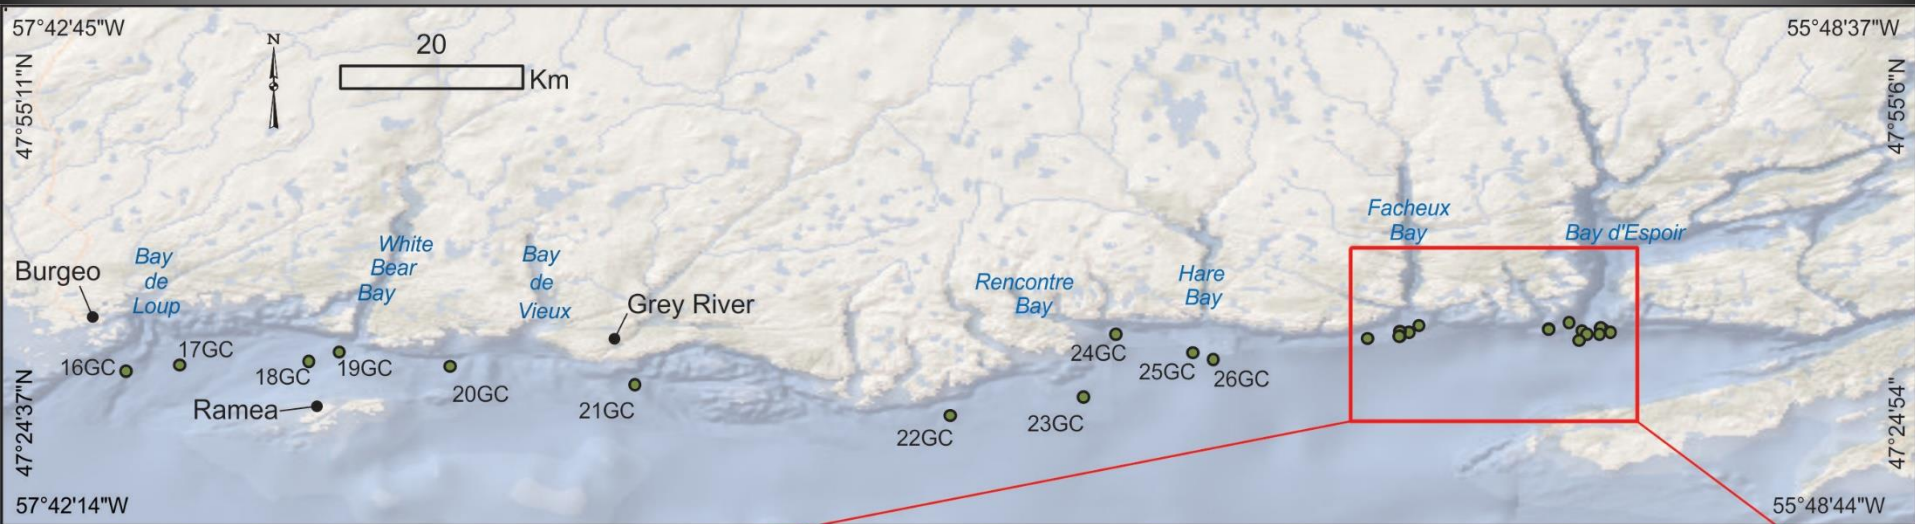 57°42'45"W
55°48'37"W
47°55'11"N
47°55'6"N
N
20
Km
Facheux
Bay
Bay d'Espoir
White
Bear
Bay
Bay
de
Loup
Bay
de
Vieux
Burgeo
Rencontre
Bay
Hare
Bay
Grey River
16GC
17GC
18GC
19GC
20GC
21GC
22GC
23GC
24GC
25GC
26GC
Ramea
47°24'37"N
47°24'54"
57°42'14"W
55°48'44"W